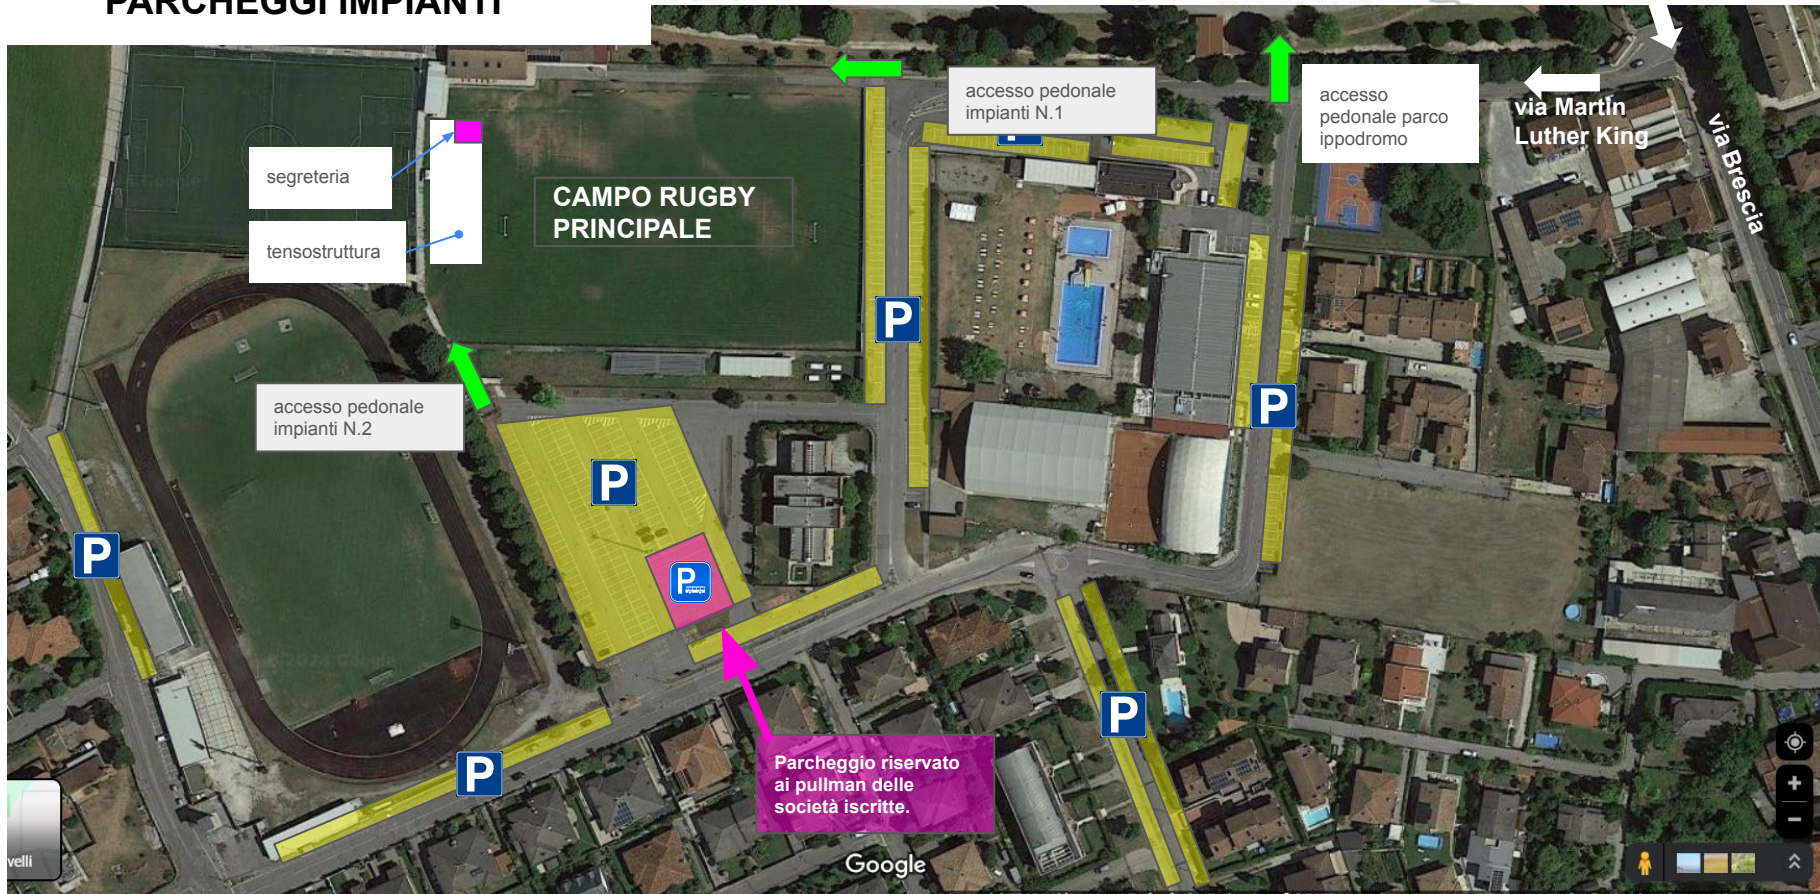 PARCHEGGI IMPIANTI
accesso pedonale
impianti N.1
accesso
pedonale parco
ippodromo
via Martin
Luther King
via Brescia
segreteria
tensostruttura
CAMPO RUGBY
PRINCIPALE
P
P
accesso pedonale
impianti N.2
P
P
P
P
P
Parcheggio riservato
ai pullman delle
società iscritte.
velli
Google